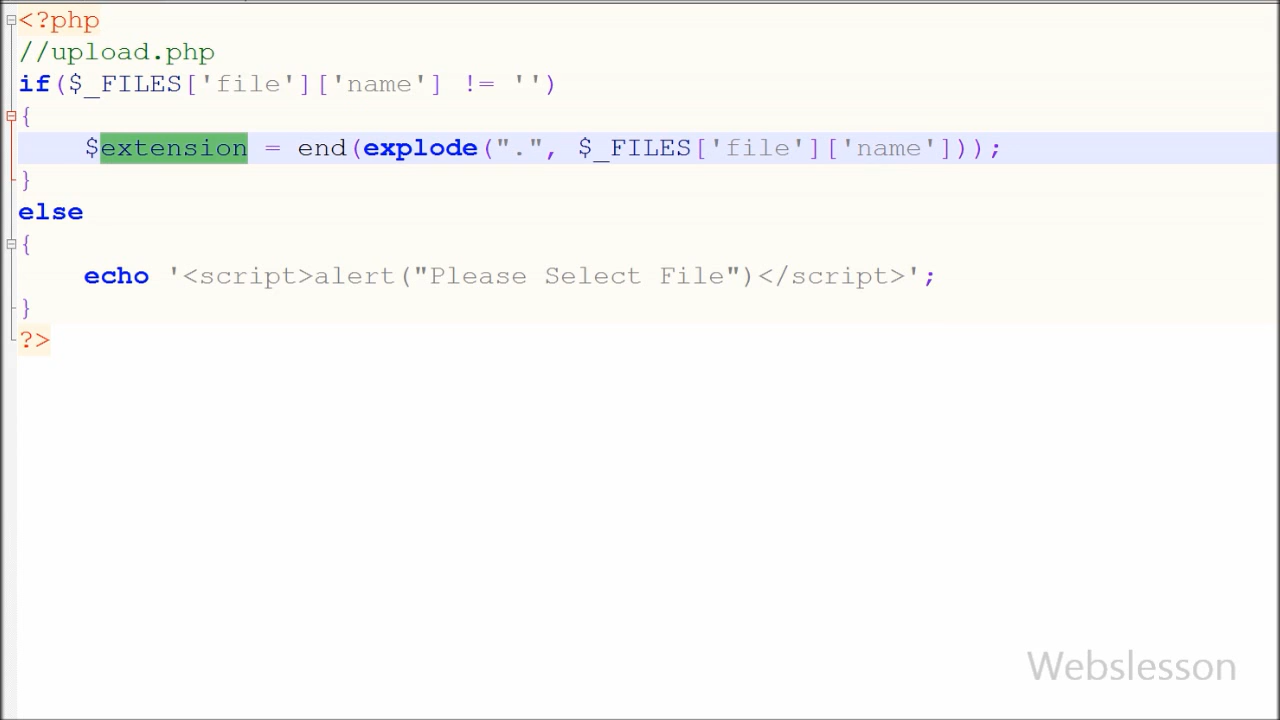 <?php
//upload.php
if($_FILES['file']['name'] != '')
{
    $extension = end(explode(".", $_FILES['file']['name']));
}
else
{
    echo '<script>alert("Please Select File")</script>';
}
?>
Webslesson